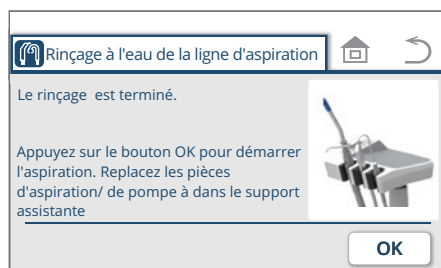 Rinçage à l'eau de la ligne d'aspiration
Le rinçage est terminé.
Appuyez sur le bouton OK pour démarrer
l'aspiration. Replacez les pièces
d'aspiration/ de pompe à dans le support
assistante
OK